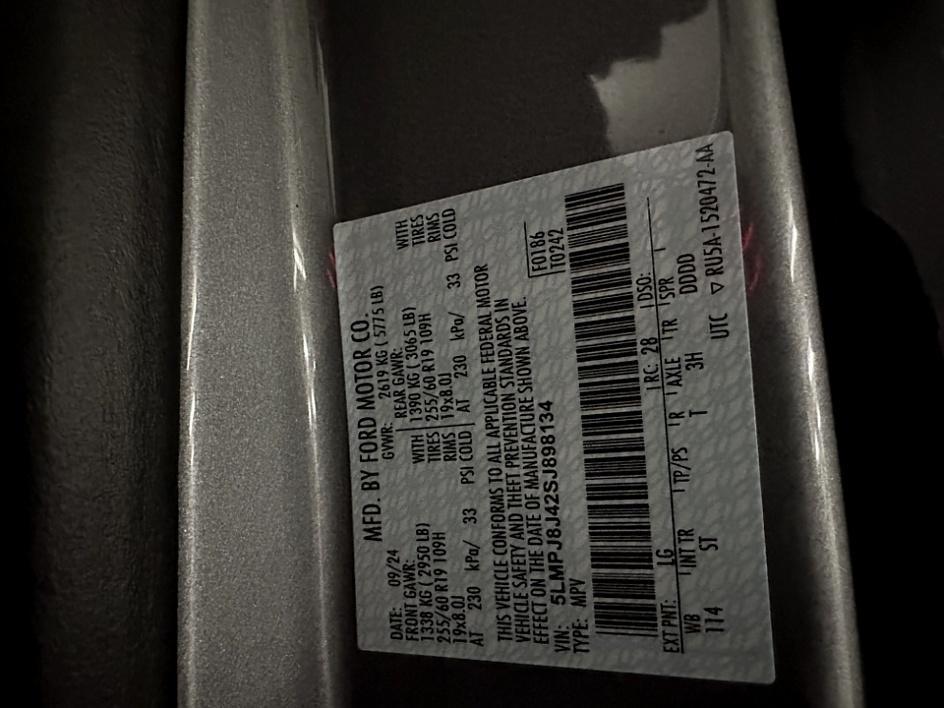 MFD. BY FORD MOTOR CO.
DATE: 09/24 GVWR: 2619 KG ( 5775 LB)
FRONT GAWR: REAR GAWR:
1338 KG ( 2950 LB) WITH 1390 KG ( 3065 LB) WITH
255/60 R19 109H TIRES 255/60 R19 109H TIRES
19x8.0J RIMS 19x8.0J RIMS
AT 230 kPa/ 33 PSI COLD AT 230 kPa/ 33 PSI COLD
THIS VEHICLE CONFORMS TO ALL APPLICABLE FEDERAL MOTOR
VEHICLE SAFETY AND THEFT PREVENTION STANDARDS IN
EFFECT ON THE DATE OF MANUFACTURE SHOWN ABOVE.
VIN: 5LMPJ8J42SJ898134 F0186
TYPE: MPV T0242
EXT PNT: LG RC: 28 DSO:
WB INT TR TP/PS R AXLE TR SPR
114 ST T 3H DDDD
UTC ▽ RU5A-1520472-AA